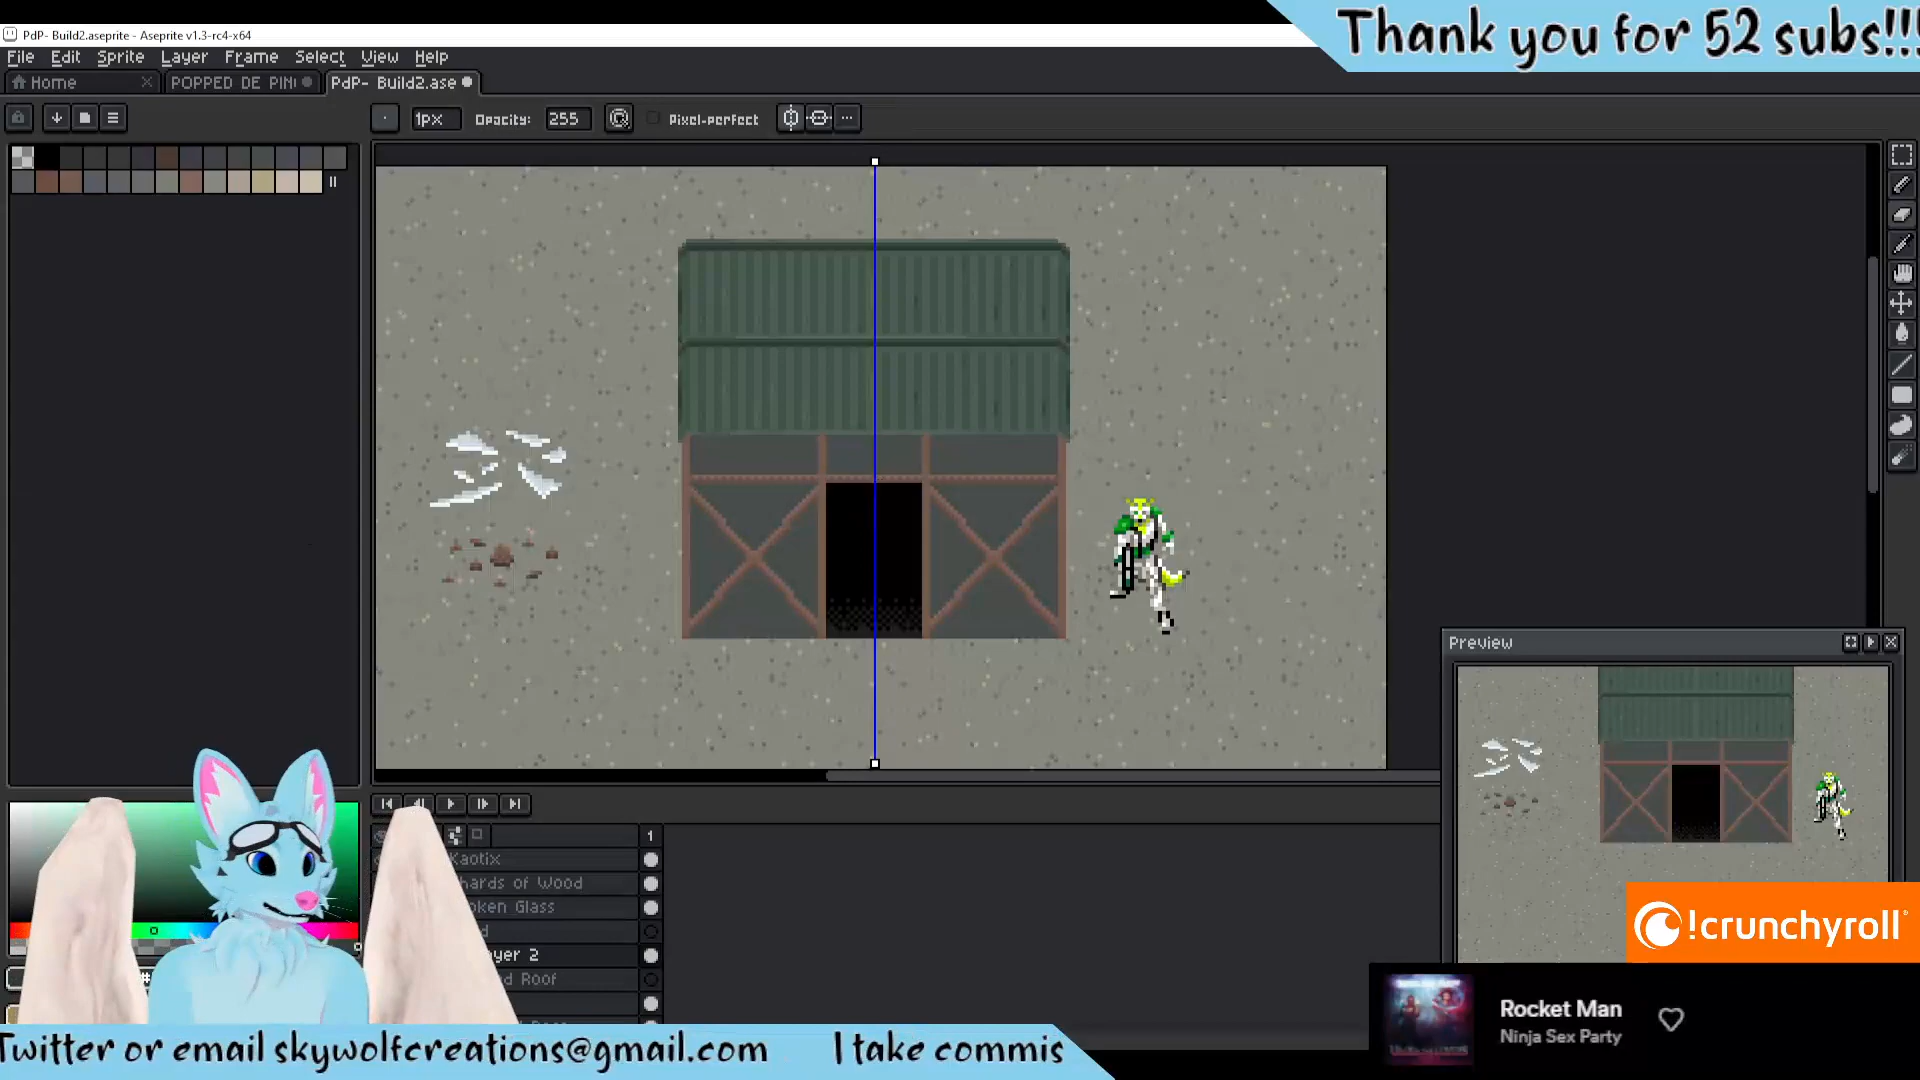 PdP- Build2.aseprite - Aseprite v1.3-rc4-x64
Thank you for 52 subs!!!
File Edit Sprite Layer Select Frame View Help
Home
POPPED DE PIN
PdP- Build2.ase
1px Opacity: 255 Pixel-perfect
Preview
1
Kaotix
hards of Wood
oken Glass
d
yer 2
d Roof
!crunchyroll
Rocket Man
Ninja Sex Party
Twitter or email skywolfcreations@gmail.com I take commis